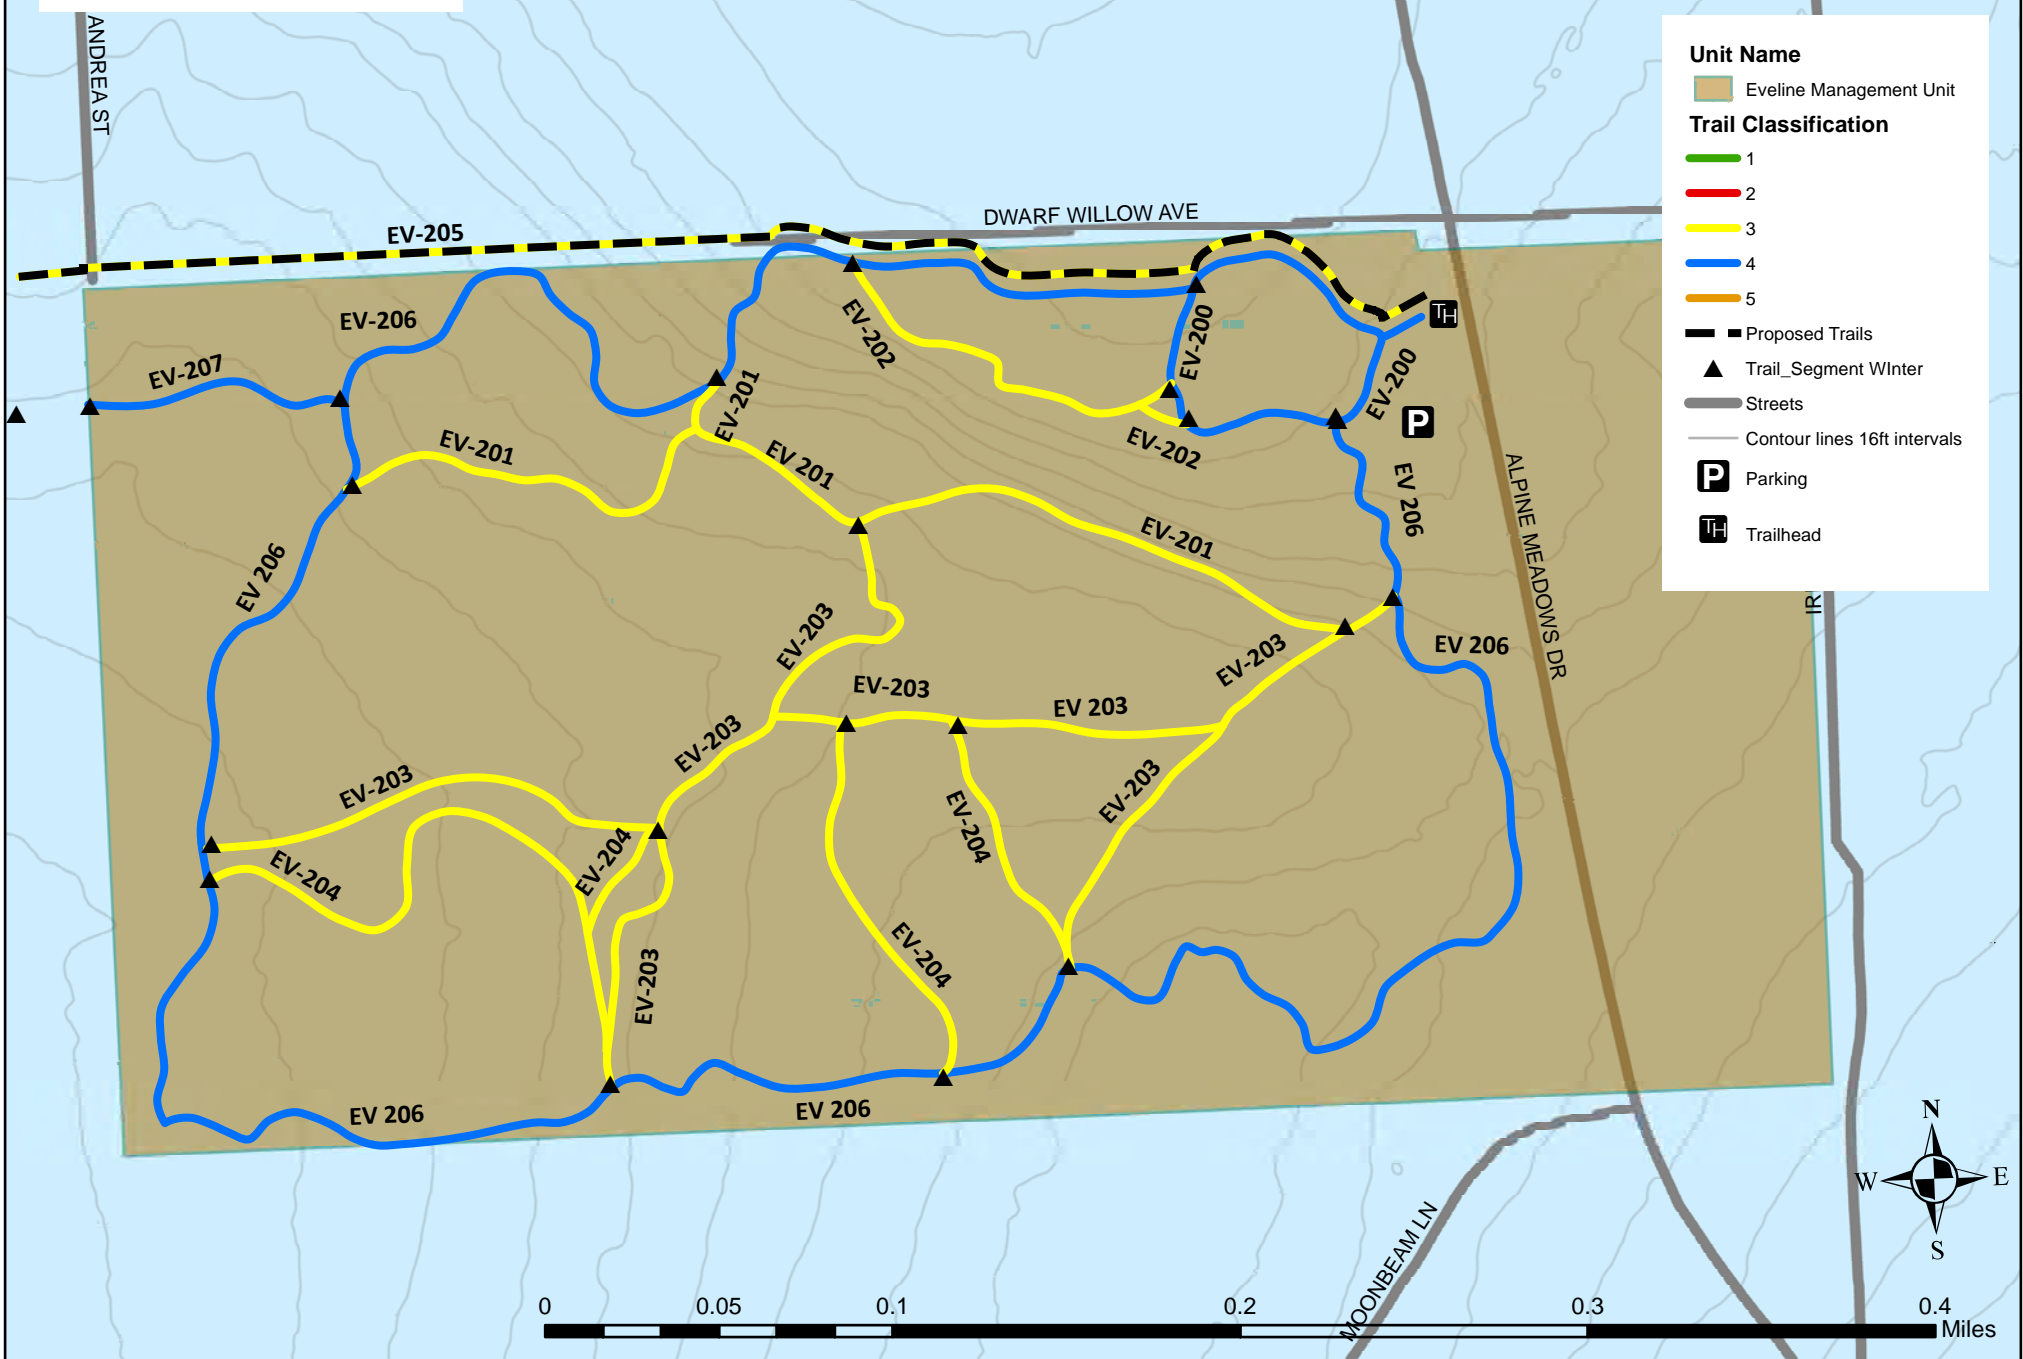 ANDREA ST
Unit Name
Eveline Management Unit
Trail Classification
1
2
3
4
5
Proposed Trails
Trail_Segment WInter
Streets
Contour lines 16ft intervals
P
Parking
TH
Trailhead
DWARF WILLOW AVE
EV-205
EV-206
EV-207
EV-202
EV-200
TH
EV-200
P
EV-201
EV-201
EV 201
EV-202
EV 206
ALPINE MEADOWS DR
EV-201
EV 206
IR
EV-203
EV-203
EV 206
EV-203
EV 203
EV-203
EV-203
EV-203
EV-204
EV-204
EV-204
EV-203
EV-204
EV 206
EV 206
N
W
E
S
MOONBEAM LN
0
0.05
0.1
0.2
0.3
0.4
Miles